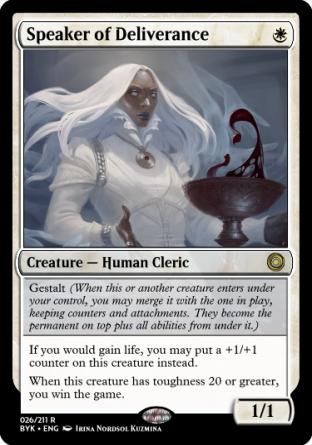 Speaker of Deliverance
Creature — Human Cleric
Gestalt (When this or another creature enters under
your control, you may merge it with the one in play,
keeping counters and attachments. They become the
permanent on top plus all abilities from under it.)
If you would gain life, you may put a +1/+1
counter on this creature instead.
When this creature has toughness 20 or greater,
you win the game.
1/1
026/211 R
BYK • ENG Irina Nordsol Kuzmina